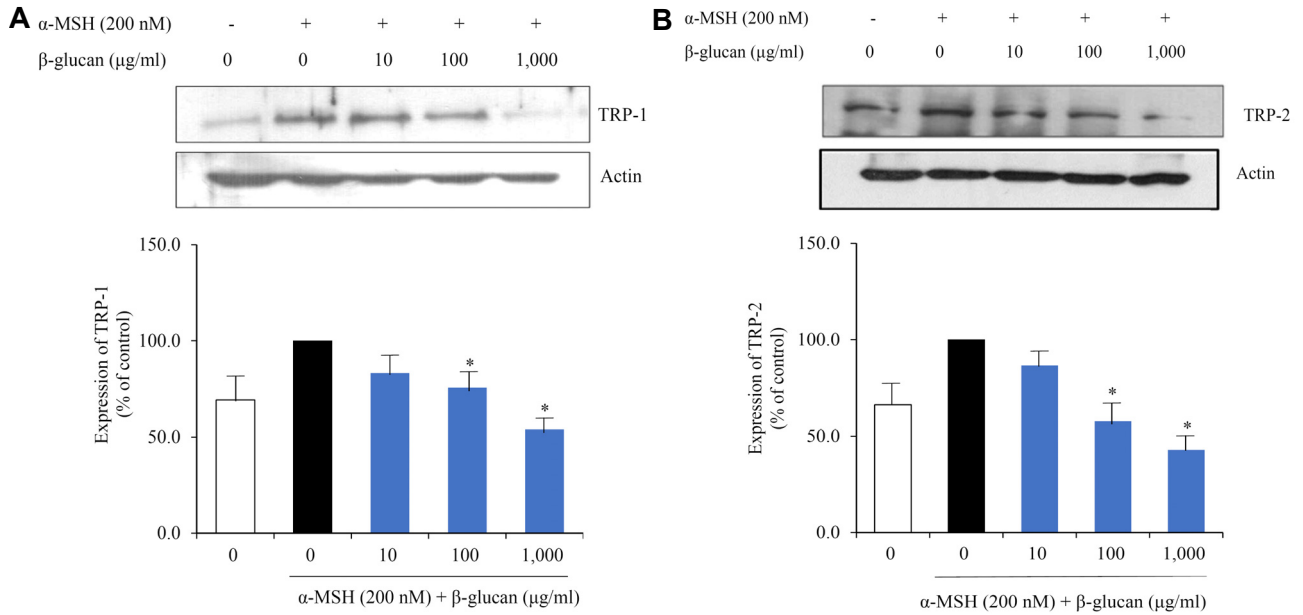 A
α-MSH (200 nM) - + + + +
β-glucan (µg/ml) 0 0 10 100 1,000
TRP-1
Actin
150.0
100.0
50.0
0.0
Expression of TRP-1
(% of control)
*
*
0 0 10 100 1,000
α-MSH (200 nM) + β-glucan (µg/ml)
B
α-MSH (200 nM) - + + + +
β-glucan (µg/ml) 0 0 10 100 1,000
TRP-2
Actin
150.0
100.0
50.0
0.0
Expression of TRP-2
(% of control)
*
*
0 0 10 100 1,000
α-MSH (200 nM) + β-glucan (µg/ml)